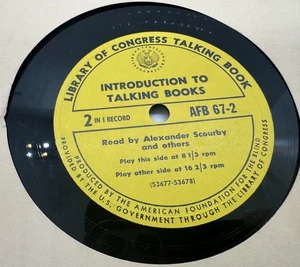 LIBRARY OF CONGRESS TALKING BOOK
INTRODUCTION TO
TALKING BOOKS
2 IN 1 RECORD
AFB 67-2
Read by Alexander Scourby
and others
Play this side at 8 1/3 rpm
Play other side at 16 2/3 rpm
(53677-53678)
PRODUCED BY THE AMERICAN FOUNDATION FOR THE BLIND
PROVIDED BY THE U.S. GOVERNMENT THROUGH THE LIBRARY OF CONGRESS